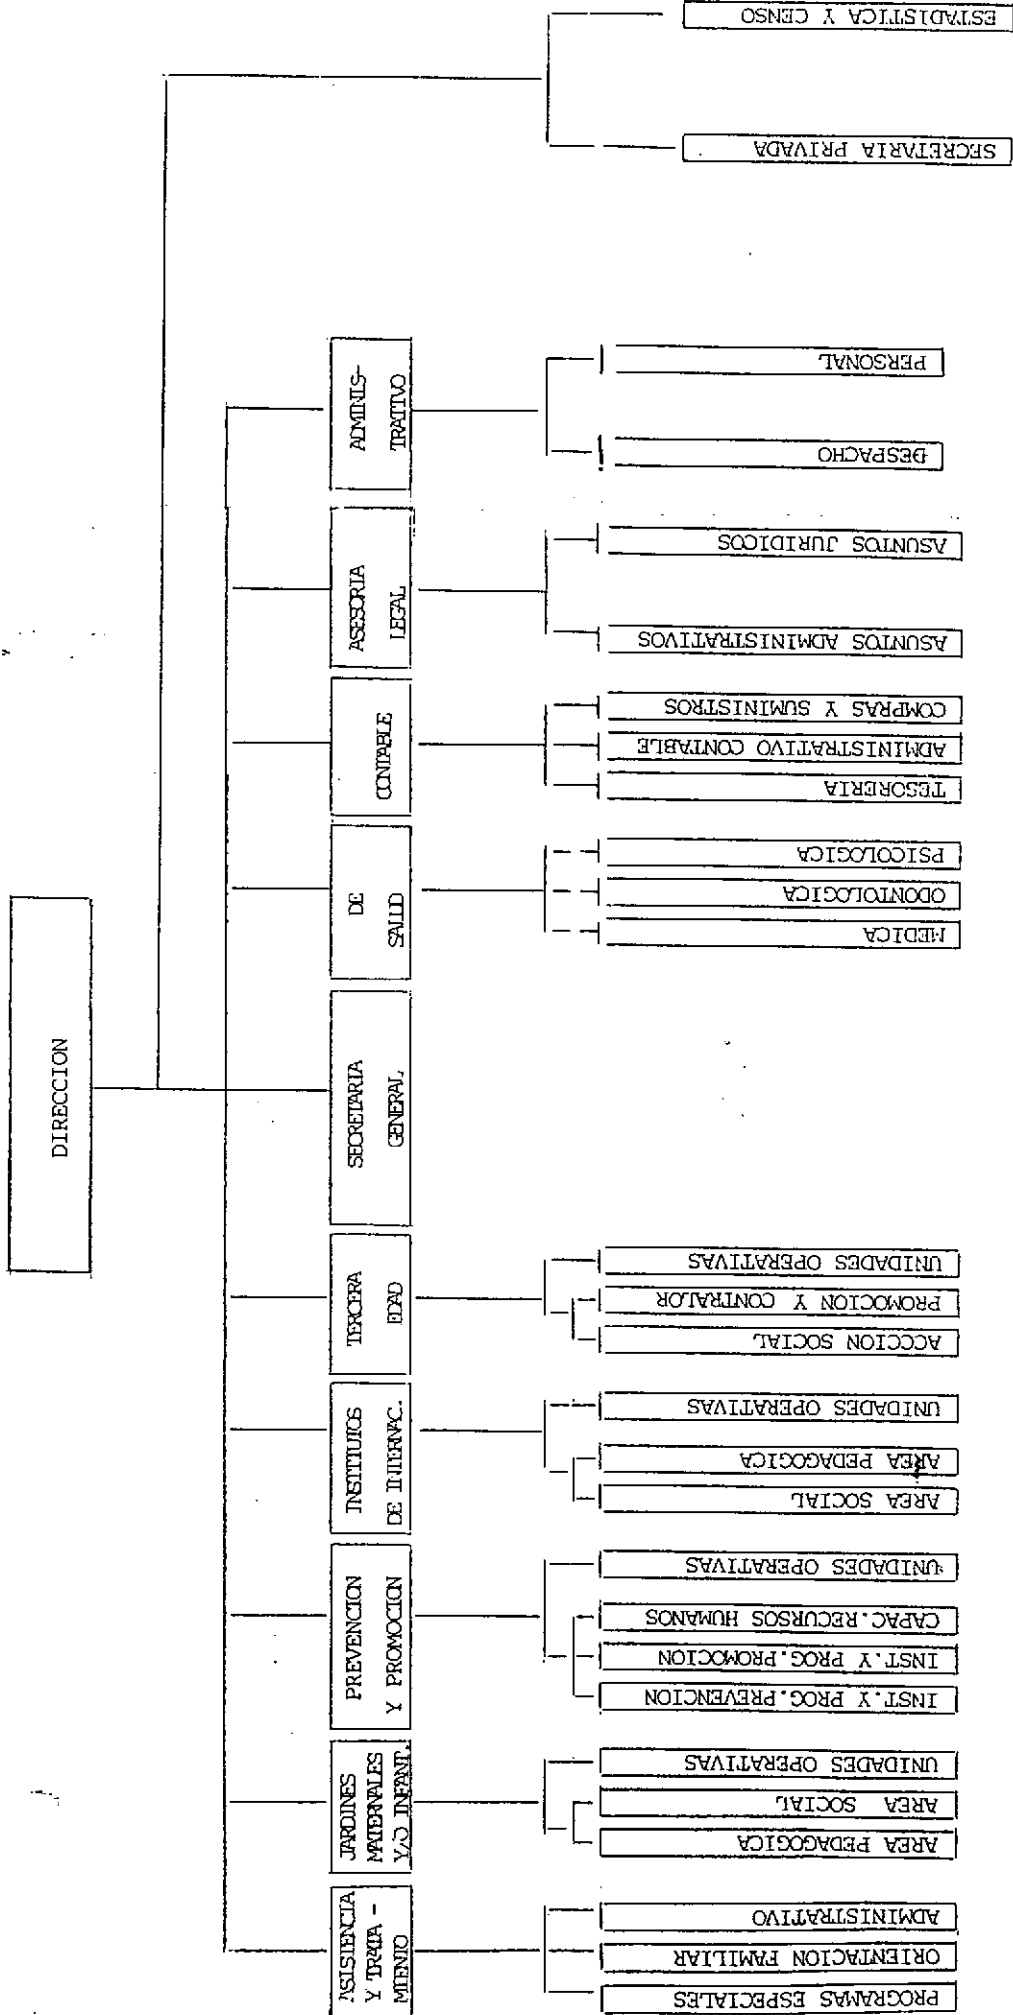 DIRECCION
ASISTENCIA
Y TRATA -
MIENTO
JARDINES
MATERNALES
Y/O INFANT.
PREVENCION
Y PROMOCION
INSTITUTOS
DE INTERNAC.
TERCERA
EDAD
SECRETARIA
GENERAL
DE
SALUD
CONTABLE
ASESORIA
LEGAL
ADMINIS-
TRATIVO
PROGRAMAS ESPECIALES
ORIENTACION FAMILIAR
ADMINISTRATIVO
AREA PEDAGOGICA
AREA SOCIAL
UNIDADES OPERATIVAS
INST.Y PROG.PREVENCION
INST.Y PROG.PROMOCION
CAPAC.RECURSOS HUMANOS
UNIDADES OPERATIVAS
AREA SOCIAL
AREA PEDAGOGICA
UNIDADES OPERATIVAS
ACCCION SOCIAL
PROMOCION Y CONTRALOR
UNIDADES OPERATIVAS
MEDICA
ODONTOLOGICA
PSICOLOGICA
TESORERIA
ADMINISTRATIVO CONTABLE
COMPRAS Y SUMINISTROS
ASUNTOS ADMINISTRATIVOS
ASUNTOS JURIDICOS
DESPACHO
PERSONAL
SECRETARIA PRIVADA
ESTADISTICA Y CENSO